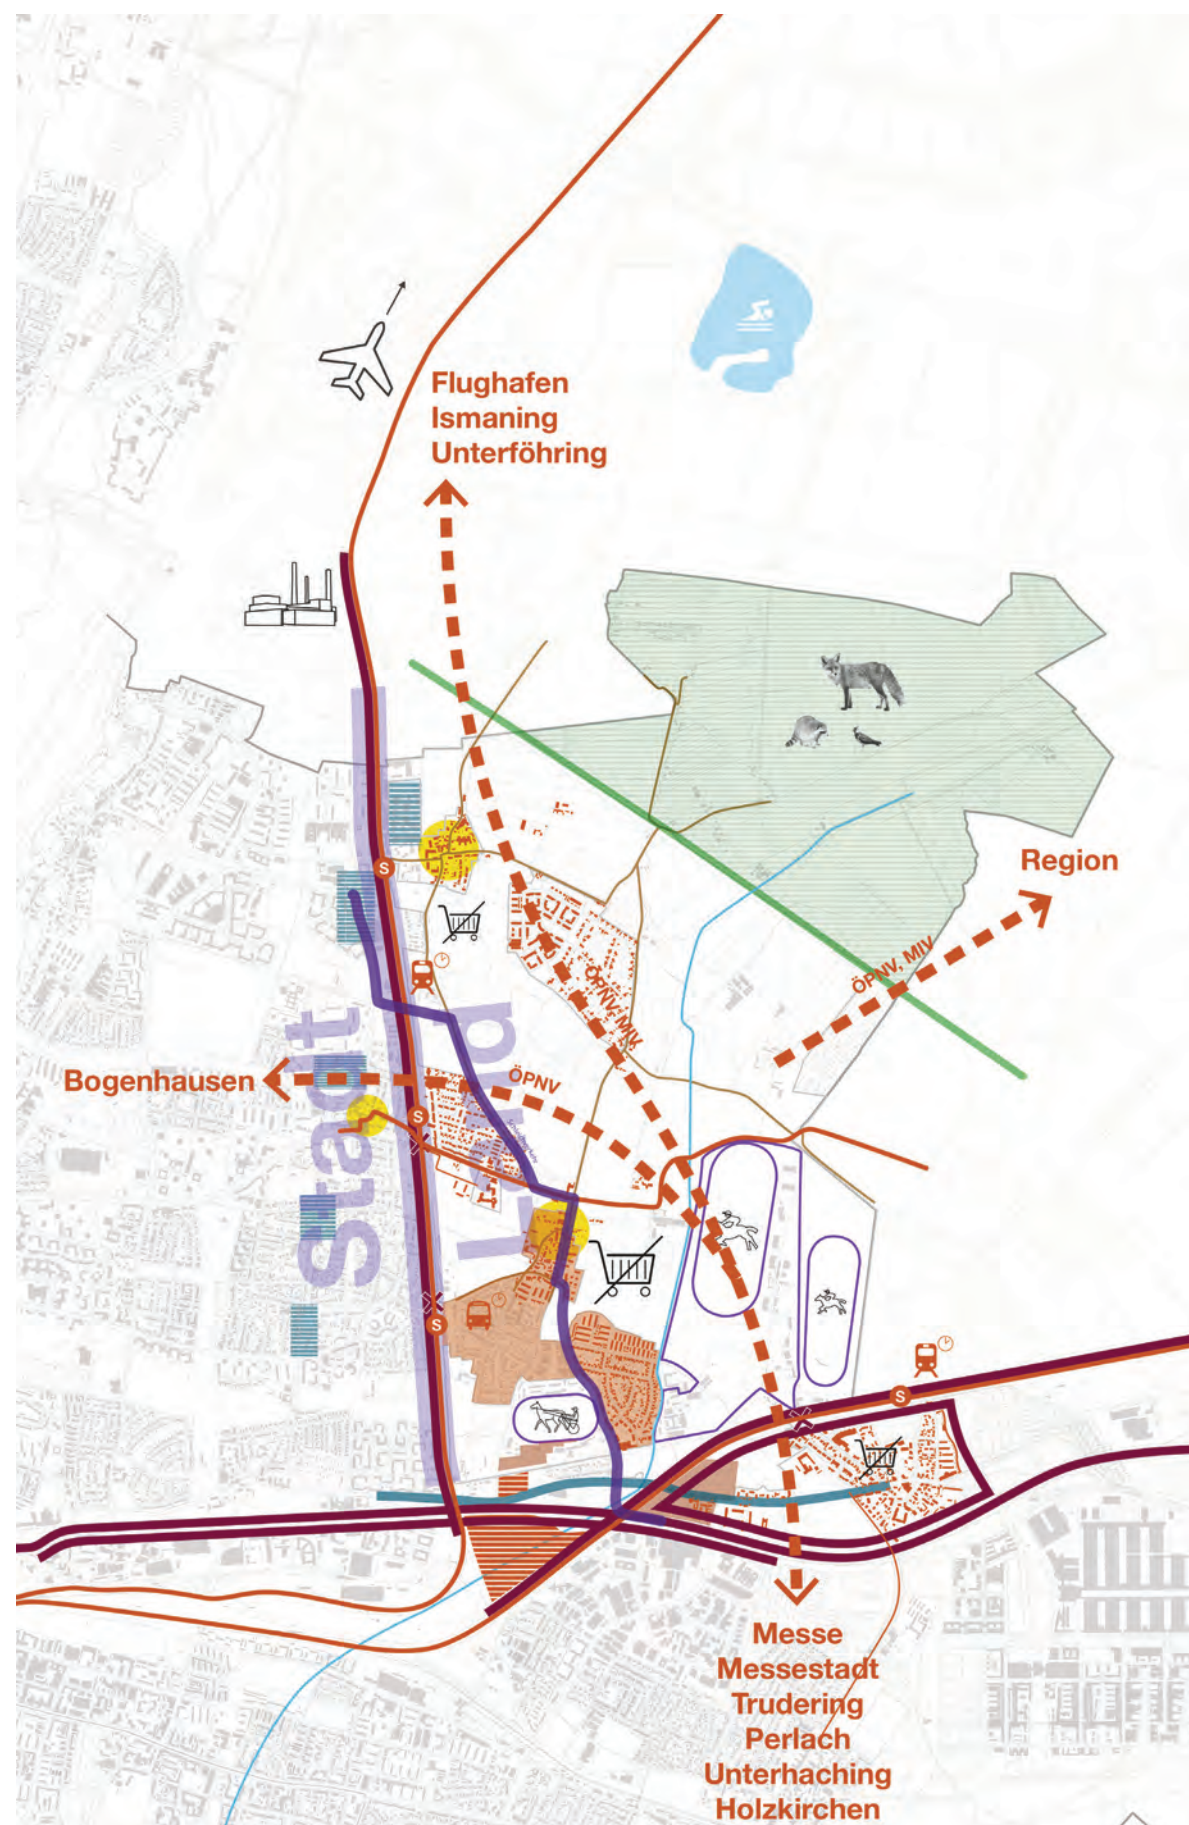 Flughafen
Ismaning
Unterföhring
Region
ÖPNV, MIV
S
ÖPNV, MIV
Stadt
Land
Bogenhausen
ÖPNV
S
S
S
Messe
Messestadt
Trudering
Perlach
Unterhaching
Holzkirchen